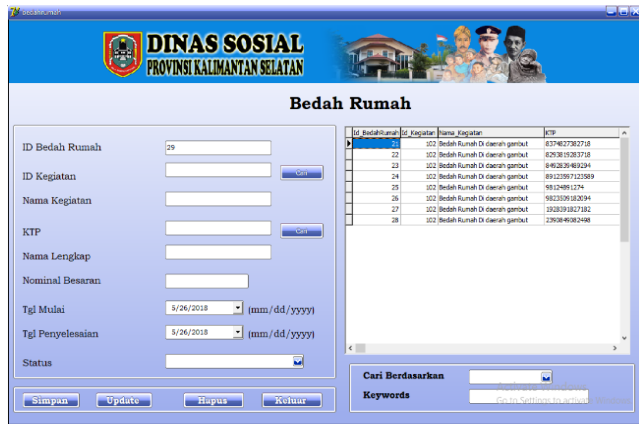 bedahrumah
DINAS SOSIAL
PROVINSI KALIMANTAN SELATAN
Bedah Rumah
ID Bedah Rumah 29
ID Kegiatan Cari
Nama Kegiatan
KTP Cari
Nama Lengkap
Nominal Besaran
Tgl Mulai 5/26/2018 (mm/dd/yyyy)
Tgl Penyelesaian 5/26/2018 (mm/dd/yyyy)
Status
Simpan Update Hapus Keluar
Id_BedahRumah Id_Kegiatan Nama_Kegiatan KTP
21 102 Bedah Rumah Di daerah gambut 8374827382718
22 102 Bedah Rumah Di daerah gambut 8293819283718
23 102 Bedah Rumah Di daerah gambut 8492839489294
24 102 Bedah Rumah Di daerah gambut 89123597123589
25 102 Bedah Rumah Di daerah gambut 98124891274
26 102 Bedah Rumah Di daerah gambut 9823509182094
27 102 Bedah Rumah Di daerah gambut 1928391827182
28 102 Bedah Rumah Di daerah gambut 2390849082498
Cari Berdasarkan
Keywords
Activate Windows
Go to Settings to activate Windows.